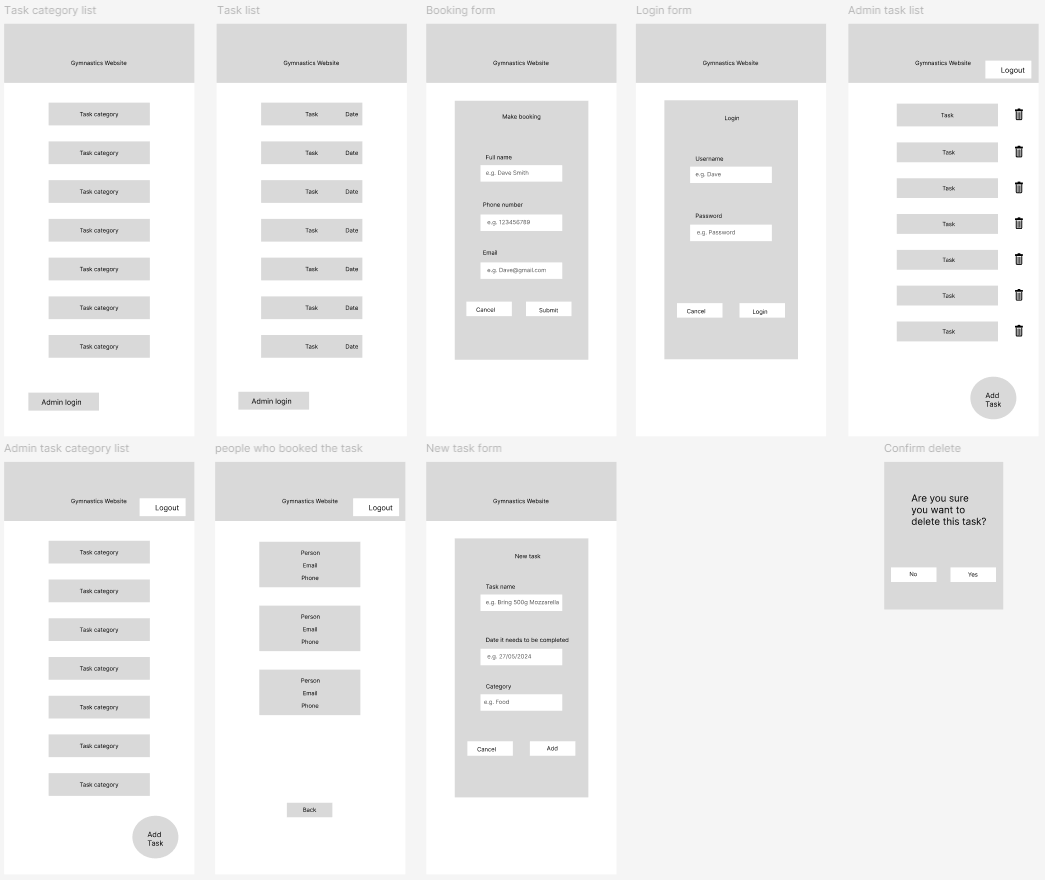 Task category list
Gymnastics Website
Task category
Task category
Task category
Task category
Task category
Task category
Task category
Admin login
Task list
Gymnastics Website
Task Date
Task Date
Task Date
Task Date
Task Date
Task Date
Task Date
Admin login
Booking form
Gymnastics Website
Make booking
Full name
e.g. Dave Smith
Phone number
e.g. 123456789
Email
e.g. Dave@gmail.com
Cancel Submit
Login form
Gymnastics Website
Login
Username
e.g. Dave
Password
e.g. Password
Cancel Login
Admin task list
Gymnastics Website
Logout
Task
Task
Task
Task
Task
Task
Task
Add
Task
Admin task category list
Gymnastics Website
Logout
Task category
Task category
Task category
Task category
Task category
Task category
Task category
Add
Task
people who booked the task
Gymnastics Website
Logout
Person
Email
Phone
Person
Email
Phone
Person
Email
Phone
Back
New task form
Gymnastics Website
New task
Task name
e.g. Bring 500g Mozzarella
Date it needs to be completed
e.g. 27/05/2024
Category
e.g. Food
Cancel Add
Confirm delete
Are you sure
you want to
delete this task?
No Yes